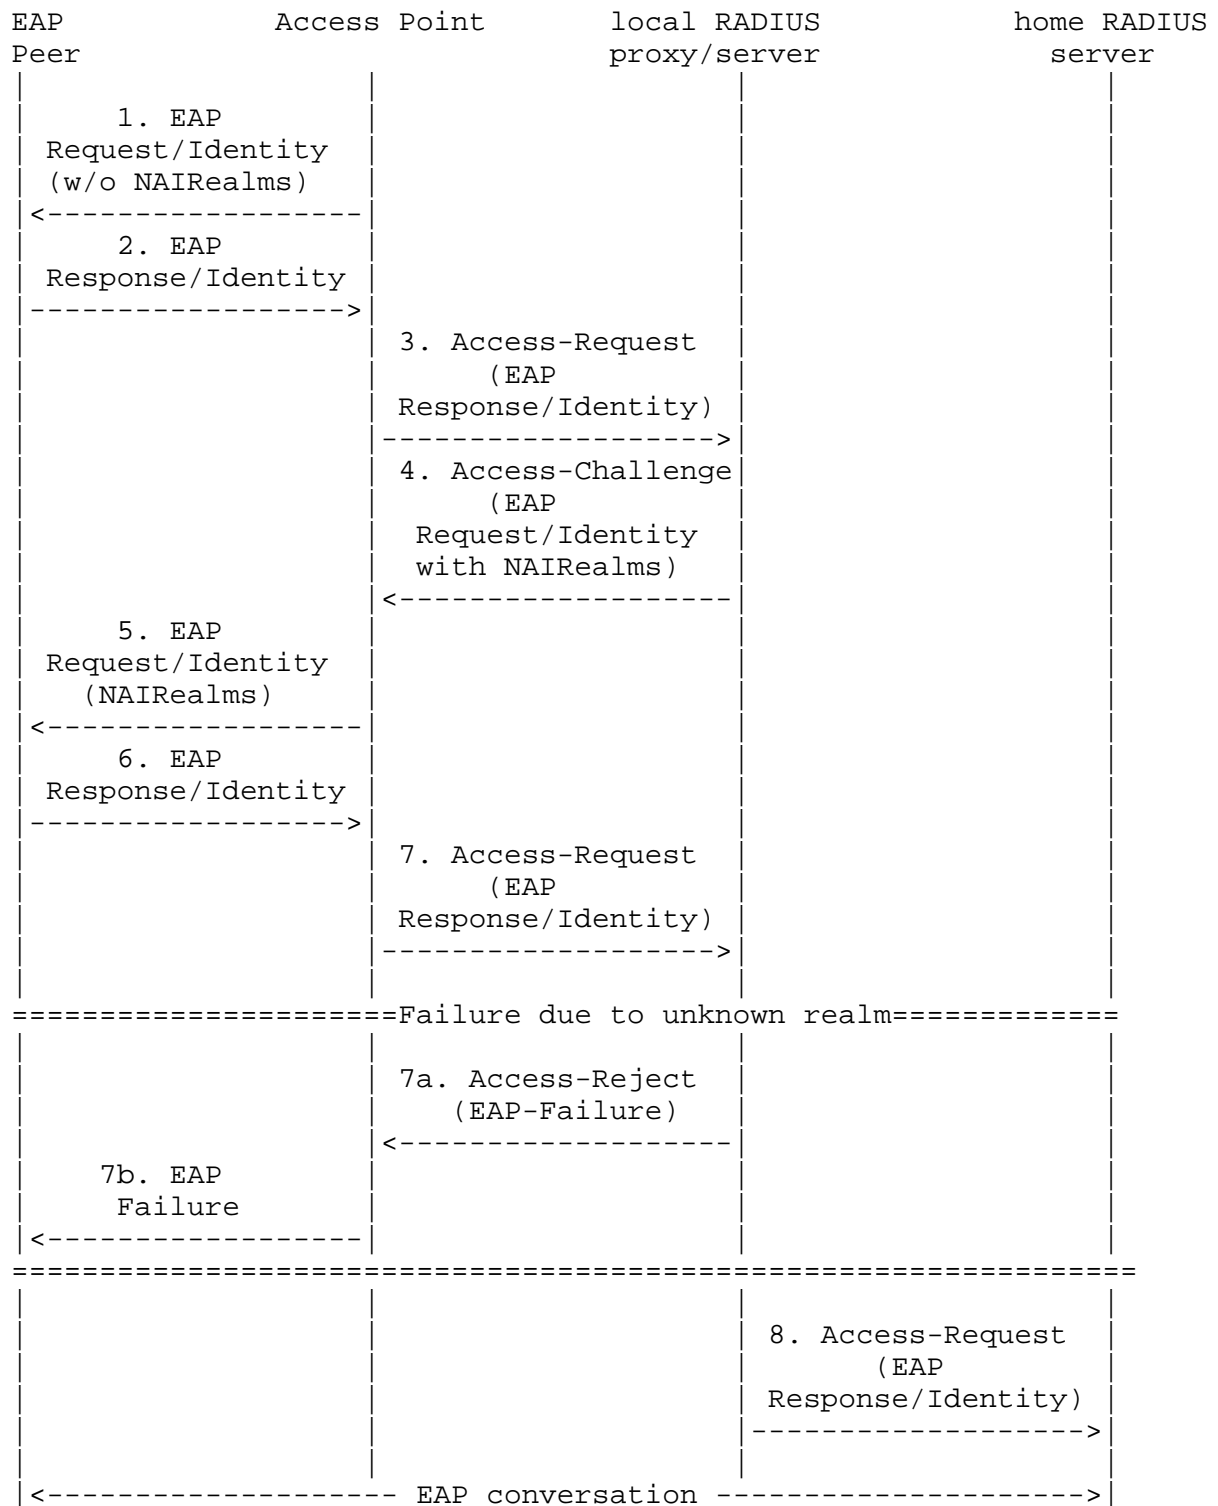 EAP Access Point local RADIUS home RADIUS
Peer proxy/server server
1. EAP
Request/Identity
(w/o NAIRealms)
2. EAP
Response/Identity
3. Access-Request
(EAP
Response/Identity)
4. Access-Challenge
(EAP
Request/Identity
with NAIRealms)
5. EAP
Request/Identity
(NAIRealms)
6. EAP
Response/Identity
7. Access-Request
(EAP
Response/Identity)
Failure due to unknown realm
7a. Access-Reject
(EAP-Failure)
7b. EAP
Failure
8. Access-Request
(EAP
Response/Identity)
EAP conversation